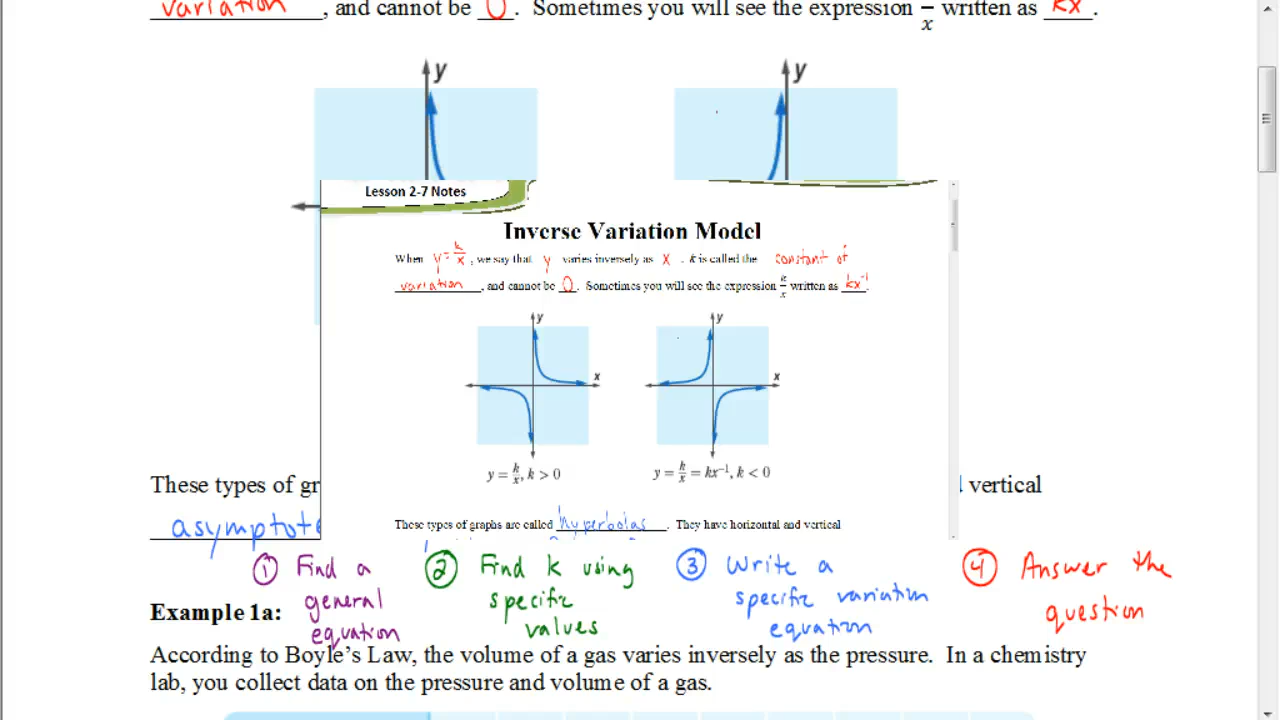 variation, and cannot be 0. Sometimes you will see the expression /x written as kx.
y
y
Lesson 2-7 Notes
Inverse Variation Model
When y = k/x, we say that y varies inversely as x. k is called the constant of
variation, and cannot be 0. Sometimes you will see the expression k/x written as kx⁻¹.
y
y
x
x
y = k/x, k > 0
y = k/x = kx⁻¹, k < 0
These types of graphs are called hyperbolas. They have horizontal and vertical
These types of gr
vertical
asymptote
① Find a general equation
② Find k using specific values
③ Write a specific variation equation
④ Answer the question
Example 1a:
According to Boyle's Law, the volume of a gas varies inversely as the pressure. In a chemistry
lab, you collect data on the pressure and volume of a gas.